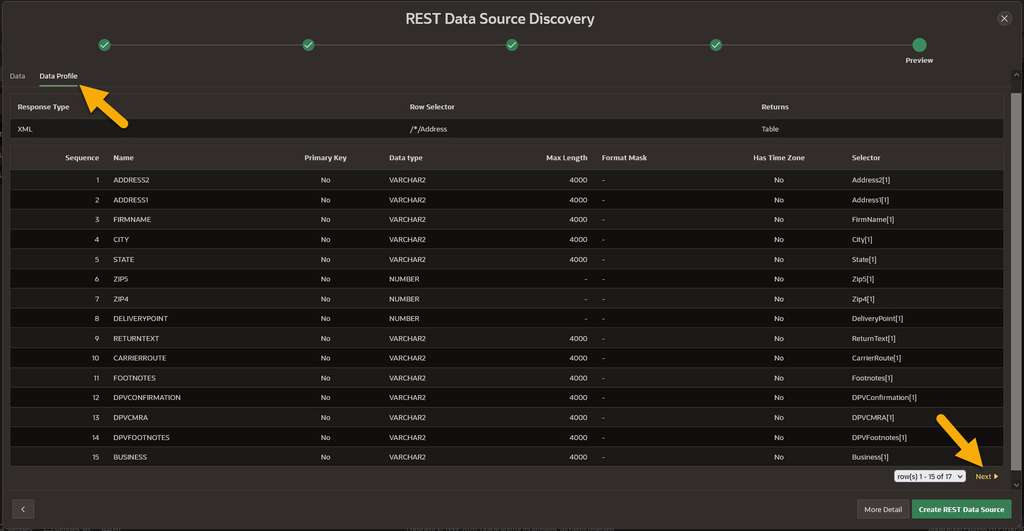 REST Data Source Discovery
Preview
Data Data Profile
Response Type Row Selector Returns
XML /*/Address Table
Sequence Name Primary Key Data type Max Length Format Mask Has Time Zone Selector
1 ADDRESS2 No VARCHAR2 4000 - No Address2[1]
2 ADDRESS1 No VARCHAR2 4000 - No Address1[1]
3 FIRMNAME No VARCHAR2 4000 - No FirmName[1]
4 CITY No VARCHAR2 4000 - No City[1]
5 STATE No VARCHAR2 4000 - No State[1]
6 ZIP5 No NUMBER - - No Zip5[1]
7 ZIP4 No NUMBER - - No Zip4[1]
8 DELIVERYPOINT No NUMBER - - No DeliveryPoint[1]
9 RETURNTEXT No VARCHAR2 4000 - No ReturnText[1]
10 CARRIERROUTE No VARCHAR2 4000 - No CarrierRoute[1]
11 FOOTNOTES No VARCHAR2 4000 - No Footnotes[1]
12 DPVCONFIRMATION No VARCHAR2 4000 - No DPVConfirmation[1]
13 DPVCMRA No VARCHAR2 4000 - No DPVCMRA[1]
14 DPVFOOTNOTES No VARCHAR2 4000 - No DPVFootnotes[1]
15 BUSINESS No VARCHAR2 4000 - No Business[1]
row(s) 1 - 15 of 17 Next
More Detail Create REST Data Source